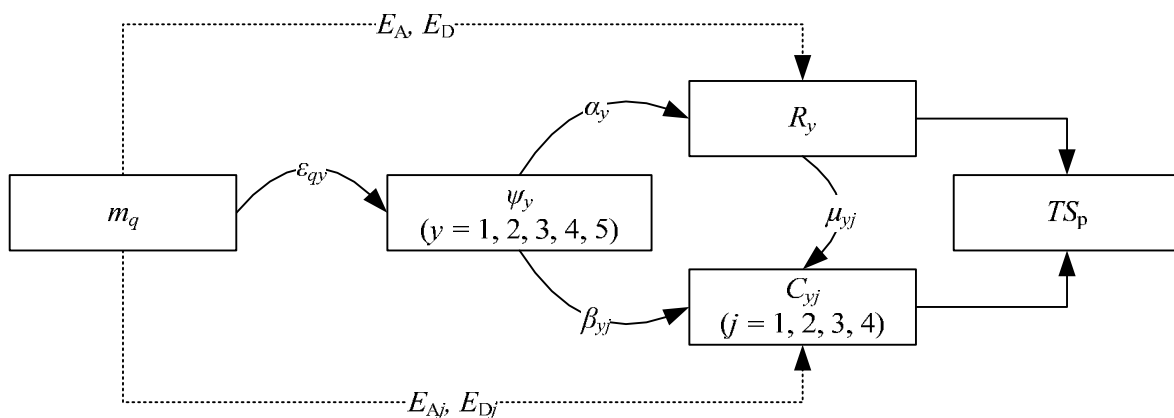 E_A, E_D
α_y
R_y
ε_qy
m_q
ψ_y
(y = 1, 2, 3, 4, 5)
μ_yj
TS_p
C_yj
(j = 1, 2, 3, 4)
β_yj
E_Aj, E_Dj